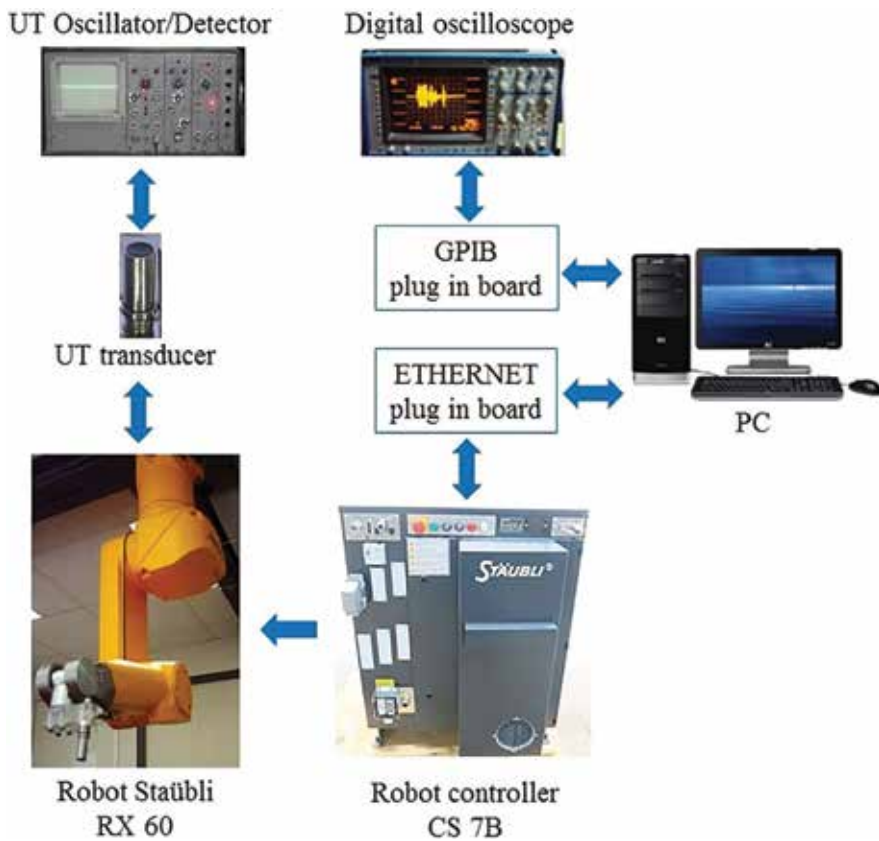 UT Oscillator/Detector
Digital oscilloscope
GPIB
plug in board
UT transducer
ETHERNET
plug in board
PC
STÄUBLI
Robot Staübli
RX 60
Robot controller
CS 7B